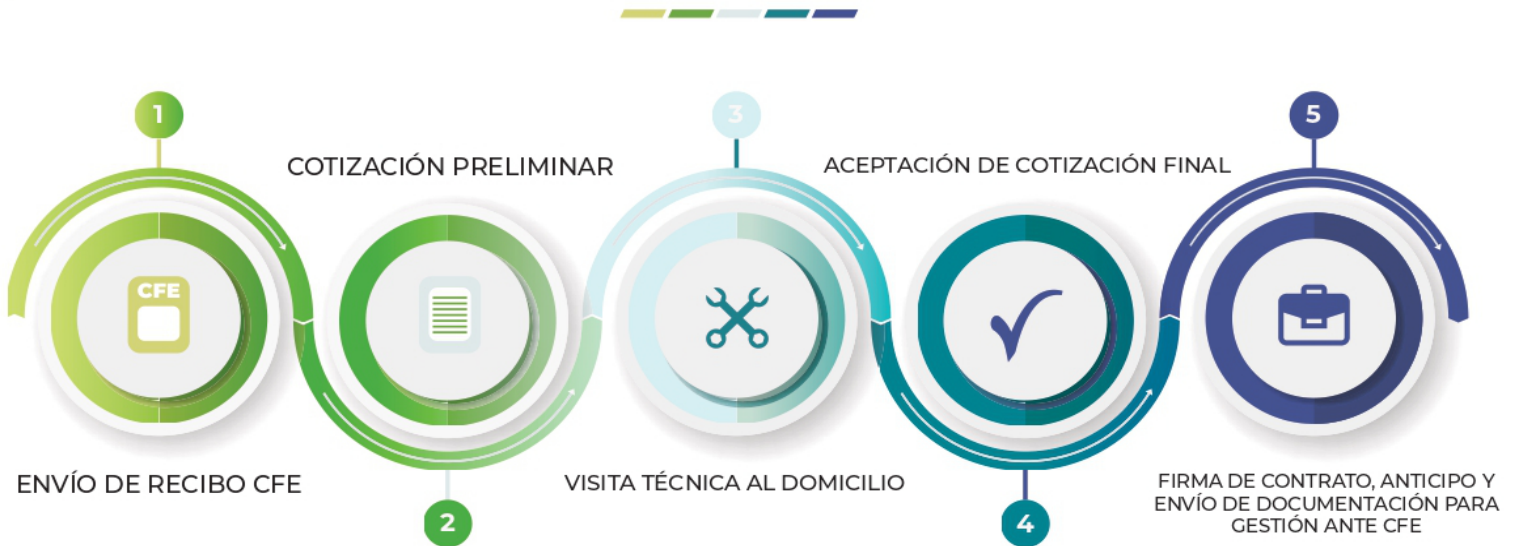 1
CFE
ENVÍO DE RECIBO CFE
COTIZACIÓN PRELIMINAR
2
3
VISITA TÉCNICA AL DOMICILIO
ACEPTACIÓN DE COTIZACIÓN FINAL
4
5
FIRMA DE CONTRATO, ANTICIPO Y
ENVÍO DE DOCUMENTACIÓN PARA
GESTIÓN ANTE CFE